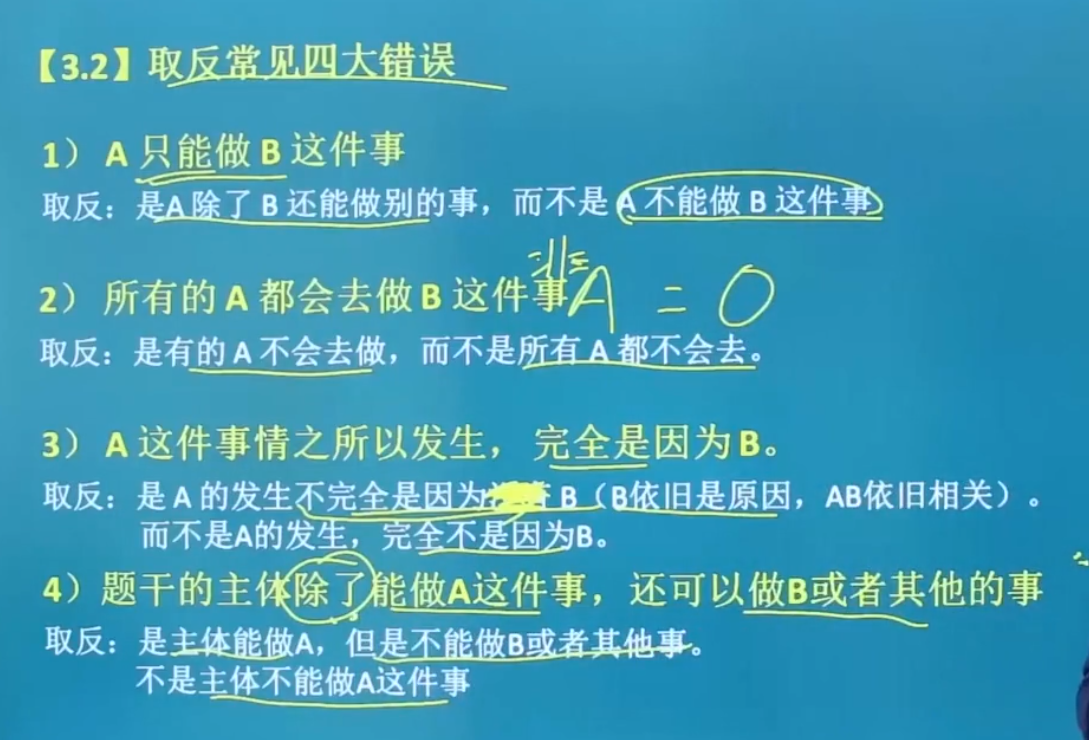 【3.2】取反常见四大错误
1） A 只能做 B 这件事
取反：是A 除了 B 还能做别的事，而不是 A 不能做 B 这件事
非
2） 所有的 A 都会去做 B 这件事 A = 0
取反：是有的 A 不会去做，而不是所有 A 都不会去。
3） A 这件事情之所以发生， 完全是因为 B。
取反：是 A 的发生不完全是因为 B（B依旧是原因，AB依旧相关）。
而不是A的发生，完全不是因为B。
4）题干的主体除了能做A这件事，还可以做B或者其他的事
取反：是主体能做A，但是不能做B或者其他事。
不是主体不能做A这件事